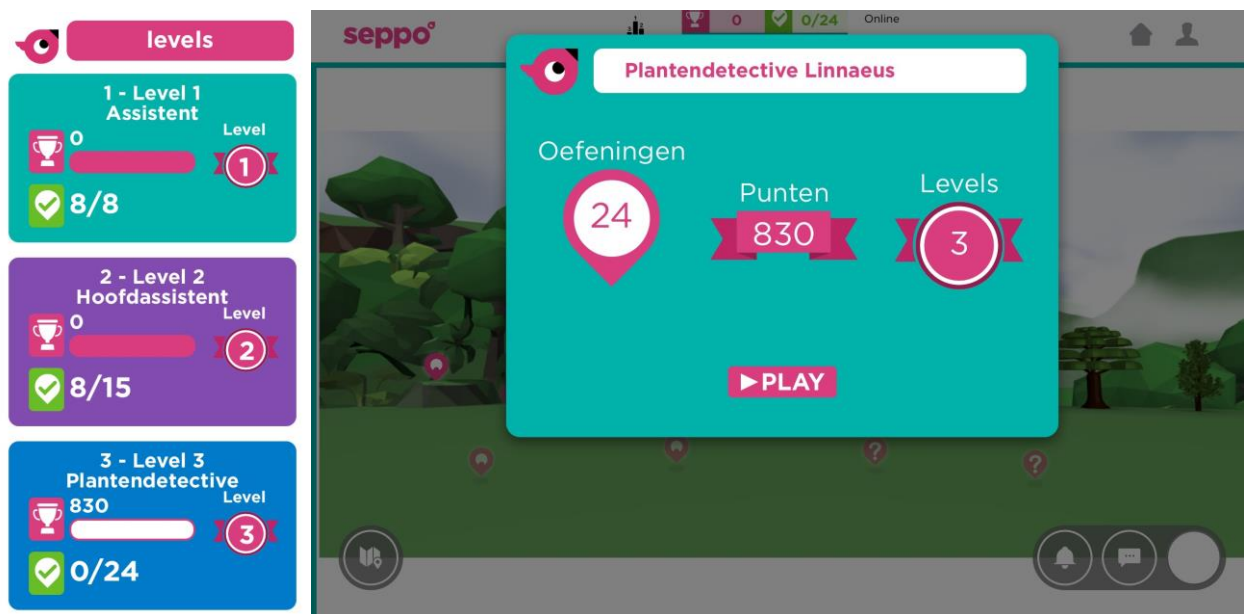 levels
1 - Level 1
Assistent
0
Level
1
8/8
2 - Level 2
Hoofdassistent
0
Level
2
8/15
3 - Level 3
Plantendetective
830
Level
3
0/24
seppo
0
0/24
Online
Plantendetective Linnaeus
Oefeningen
24
Punten
830
Levels
3
PLAY
?
?